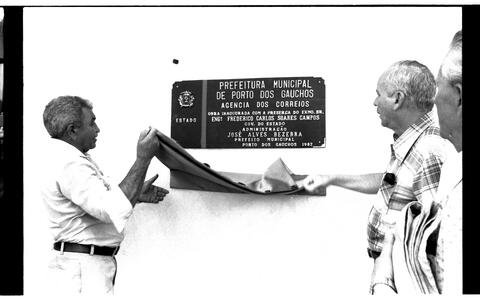 PREFEITURA MUNICIPAL
DE PORTO DOS GAUCHOS
AGENCIA DOS CORREIOS
OBRA INAUGURADA COM A PRESENÇA DO EXMO. SR.
ENGº FREDERICO CARLOS SOARES CAMPOS
GOV. DO ESTADO
ESTADO
ADMINISTRAÇÃO
JOSÉ ALVES BEZERRA
PREFEITO MUNICIPAL
PORTO DOS GAUCHOS 1982